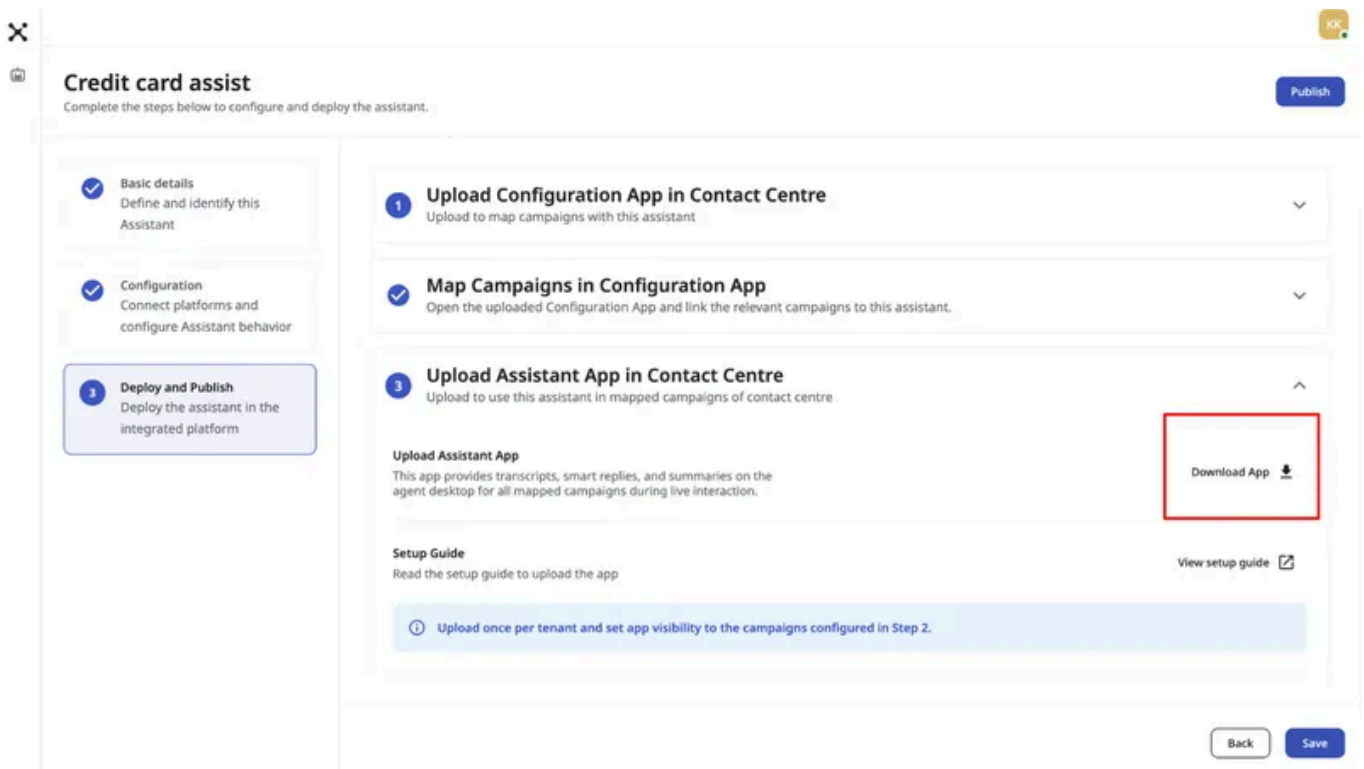 KK
Credit card assist
Complete the steps below to configure and deploy the assistant.
Publish
Basic details
Define and identify this
Assistant
Configuration
Connect platforms and
configure Assistant behavior
3
Deploy and Publish
Deploy the assistant in the
integrated platform
1
Upload Configuration App in Contact Centre
Upload to map campaigns with this assistant
Map Campaigns in Configuration App
Open the uploaded Configuration App and link the relevant campaigns to this assistant.
3
Upload Assistant App in Contact Centre
Upload to use this assistant in mapped campaigns of contact centre
Upload Assistant App
This app provides transcripts, smart replies, and summaries on the
agent desktop for all mapped campaigns during live interaction.
Download App
Setup Guide
Read the setup guide to upload the app
View setup guide
Upload once per tenant and set app visibility to the campaigns configured in Step 2.
Back
Save